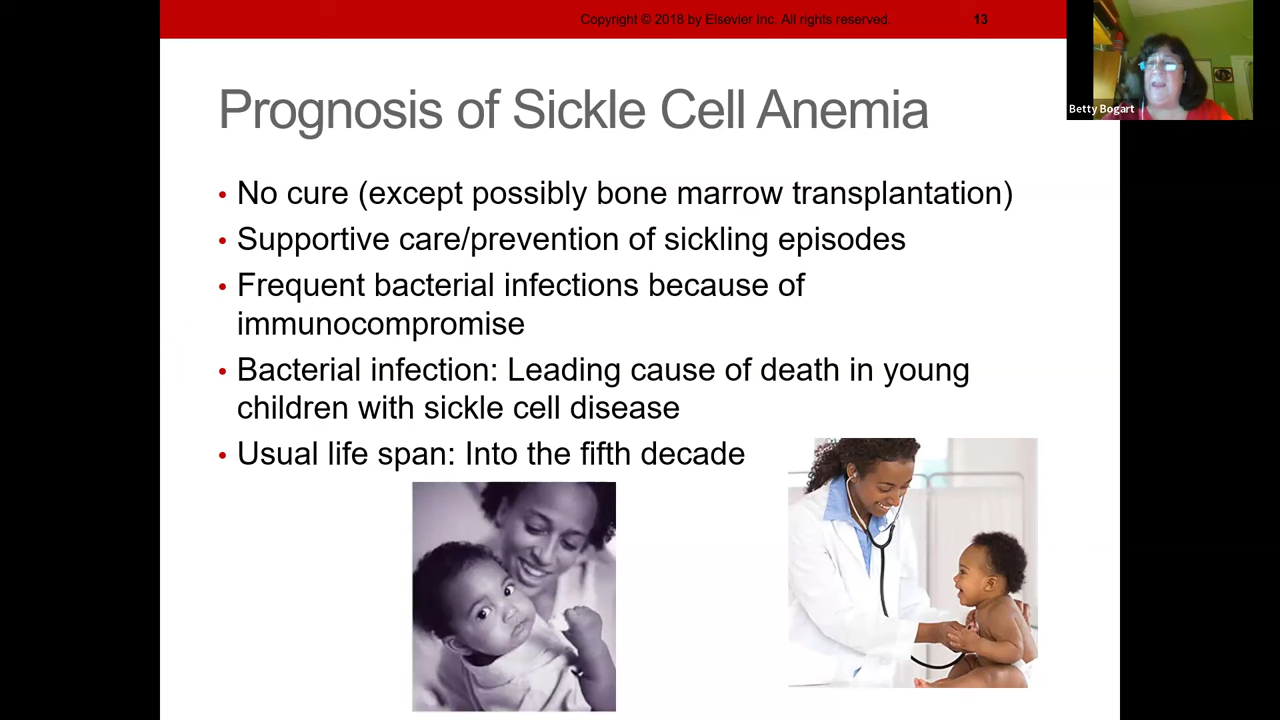 Copyright © 2018 by Elsevier Inc. All rights reserved. 13
Betty Bogart
Prognosis of Sickle Cell Anemia
• No cure (except possibly bone marrow transplantation)
• Supportive care/prevention of sickling episodes
• Frequent bacterial infections because of
immunocompromise
• Bacterial infection: Leading cause of death in young
children with sickle cell disease
• Usual life span: Into the fifth decade